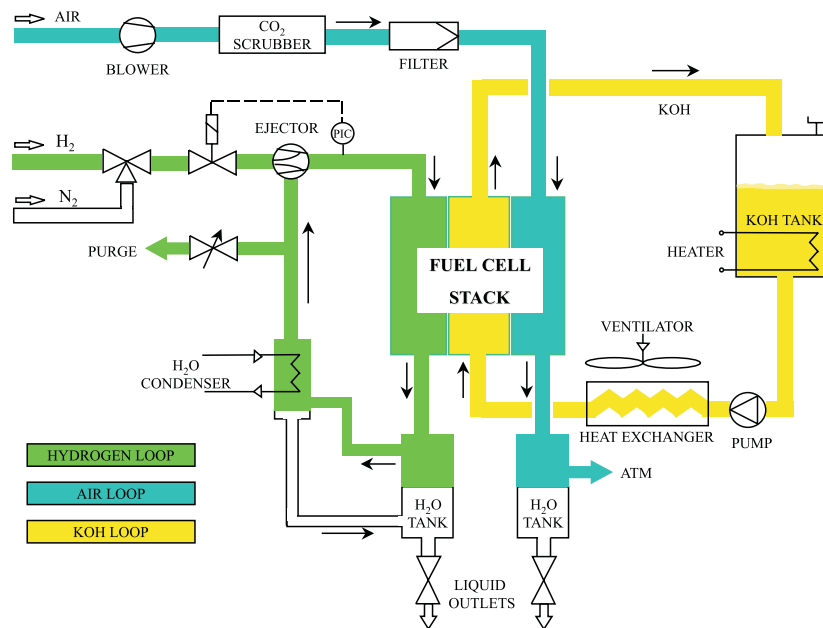 AIR
BLOWER
CO₂
SCRUBBER
FILTER
KOH
H₂
EJECTOR
PIC
N₂
PURGE
FUEL CELL
STACK
KOH TANK
HEATER
VENTILATOR
H₂O
CONDENSER
HEAT EXCHANGER
PUMP
HYDROGEN LOOP
AIR LOOP
KOH LOOP
H₂O
TANK
H₂O
TANK
ATM
LIQUID
OUTLETS